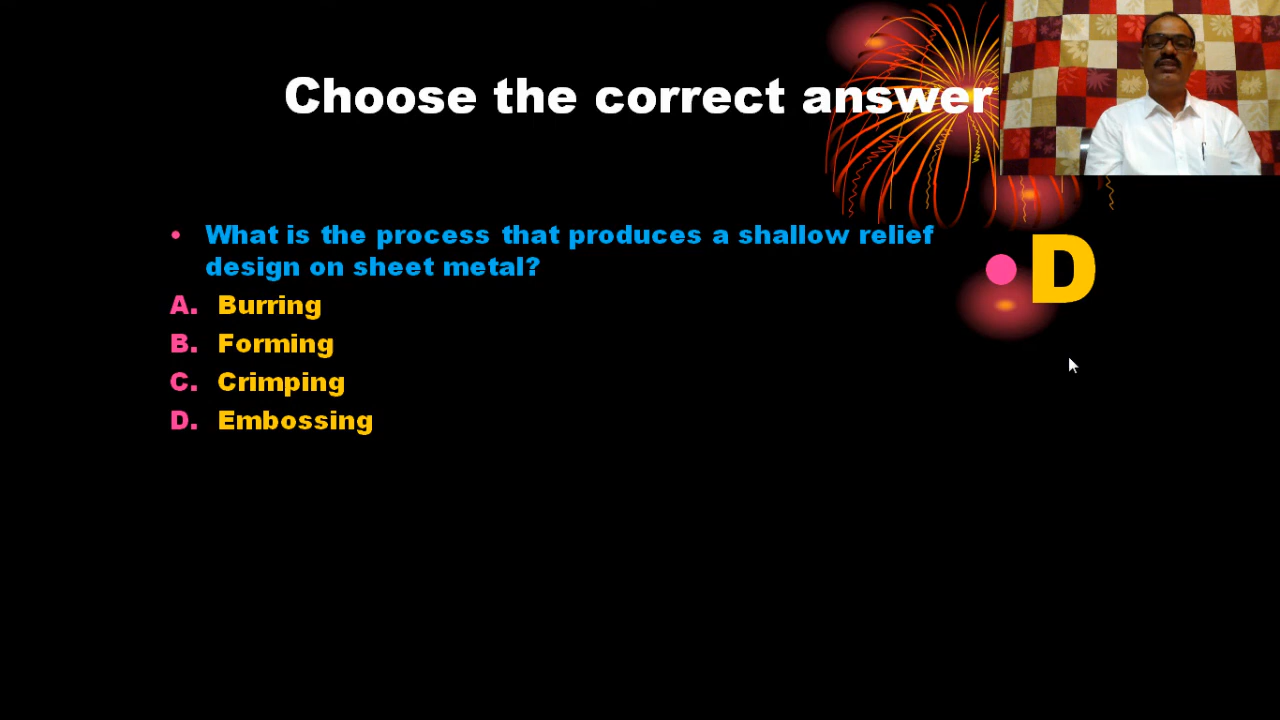 Choose the correct answer
• What is the process that produces a shallow relief
design on sheet metal?
A. Burring
B. Forming
C. Crimping
D. Embossing
• D